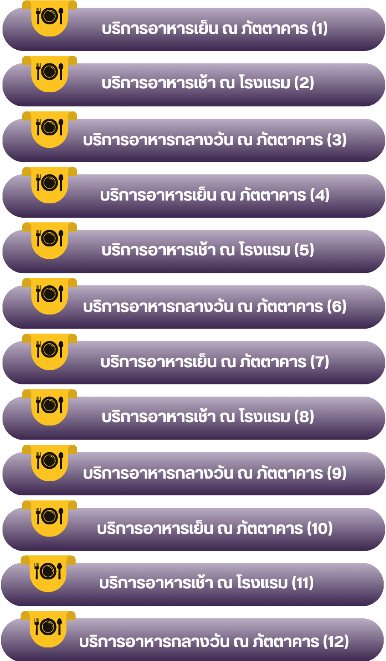 บริการอาหารเย็น ณ ภัตตาคาร (1)
บริการอาหารเช้า ณ โรงแรม (2)
บริการอาหารกลางวัน ณ ภัตตาคาร (3)
บริการอาหารเย็น ณ ภัตตาคาร (4)
บริการอาหารเช้า ณ โรงแรม (5)
บริการอาหารกลางวัน ณ ภัตตาคาร (6)
บริการอาหารเย็น ณ ภัตตาคาร (7)
บริการอาหารเช้า ณ โรงแรม (8)
บริการอาหารกลางวัน ณ ภัตตาคาร (9)
บริการอาหารเย็น ณ ภัตตาคาร (10)
บริการอาหารเช้า ณ โรงแรม (11)
บริการอาหารกลางวัน ณ ภัตตาคาร (12)